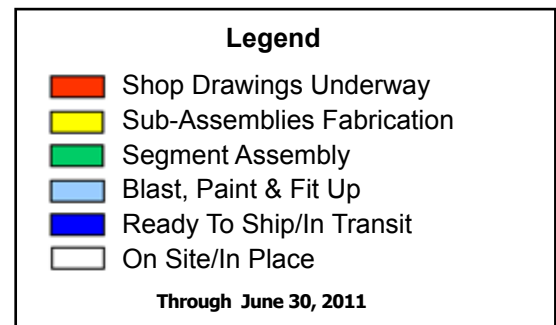 Legend
Shop Drawings Underway
Sub-Assemblies Fabrication
Segment Assembly
Blast, Paint & Fit Up
Ready To Ship/In Transit
On Site/In Place
Through June 30, 2011